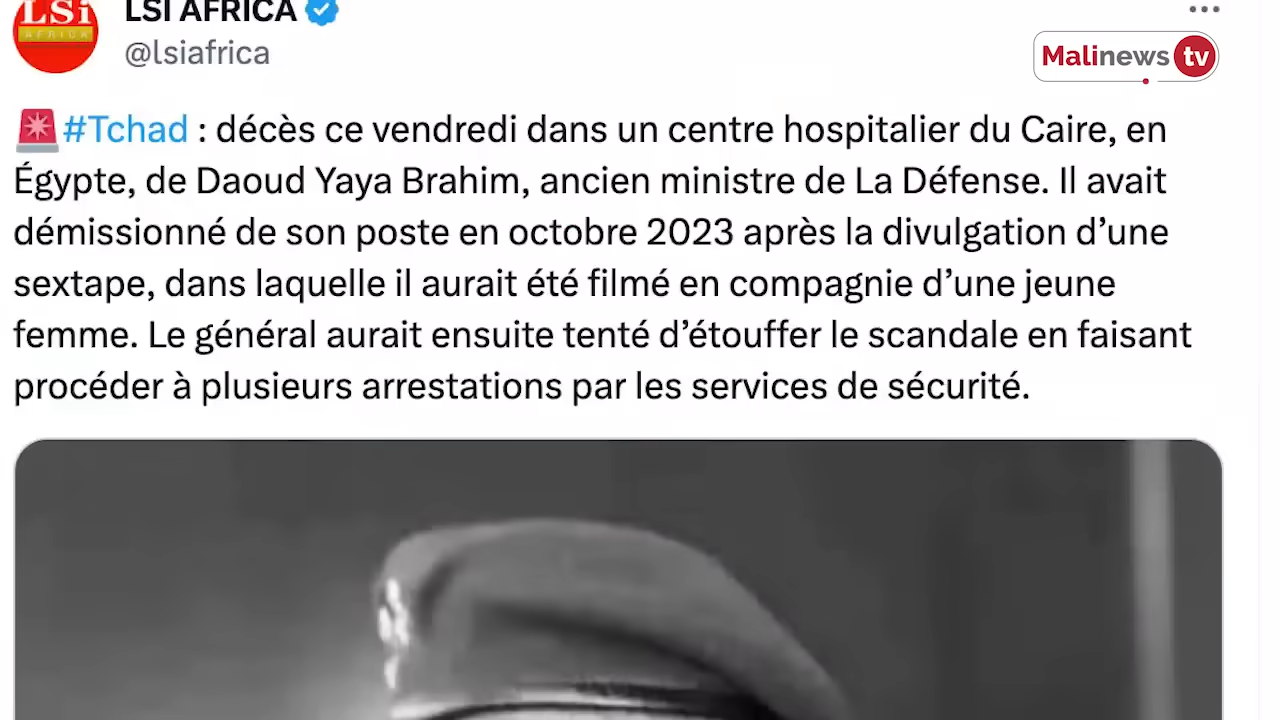 LSI AFRICA
LSi
AFRICA
@lsiafrica
Malinews tv
#Tchad : décès ce vendredi dans un centre hospitalier du Caire, en
Égypte, de Daoud Yaya Brahim, ancien ministre de La Défense. Il avait
démissionné de son poste en octobre 2023 après la divulgation d’une
sextape, dans laquelle il aurait été filmé en compagnie d’une jeune
femme. Le général aurait ensuite tenté d’étouffer le scandale en faisant
procéder à plusieurs arrestations par les services de sécurité.